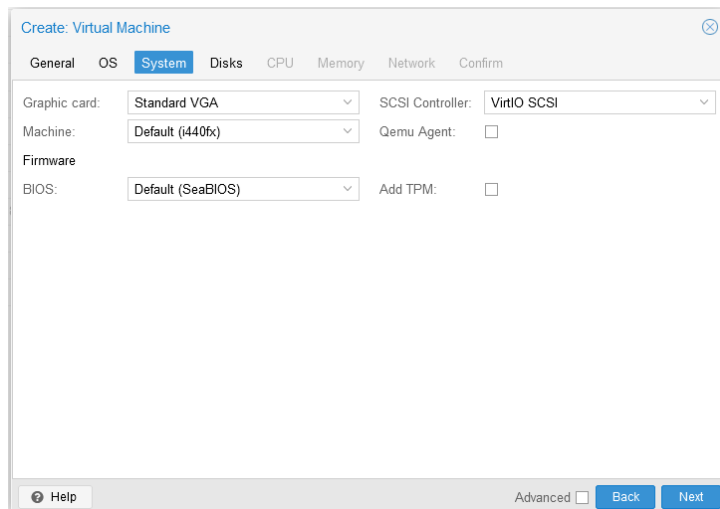 Create: Virtual Machine
General OS System Disks CPU Memory Network Confirm
Graphic card: Standard VGA SCSI Controller: VirtIO SCSI
Machine: Default (i440fx) Qemu Agent:
Firmware
BIOS: Default (SeaBIOS) Add TPM:
Help Advanced Back Next